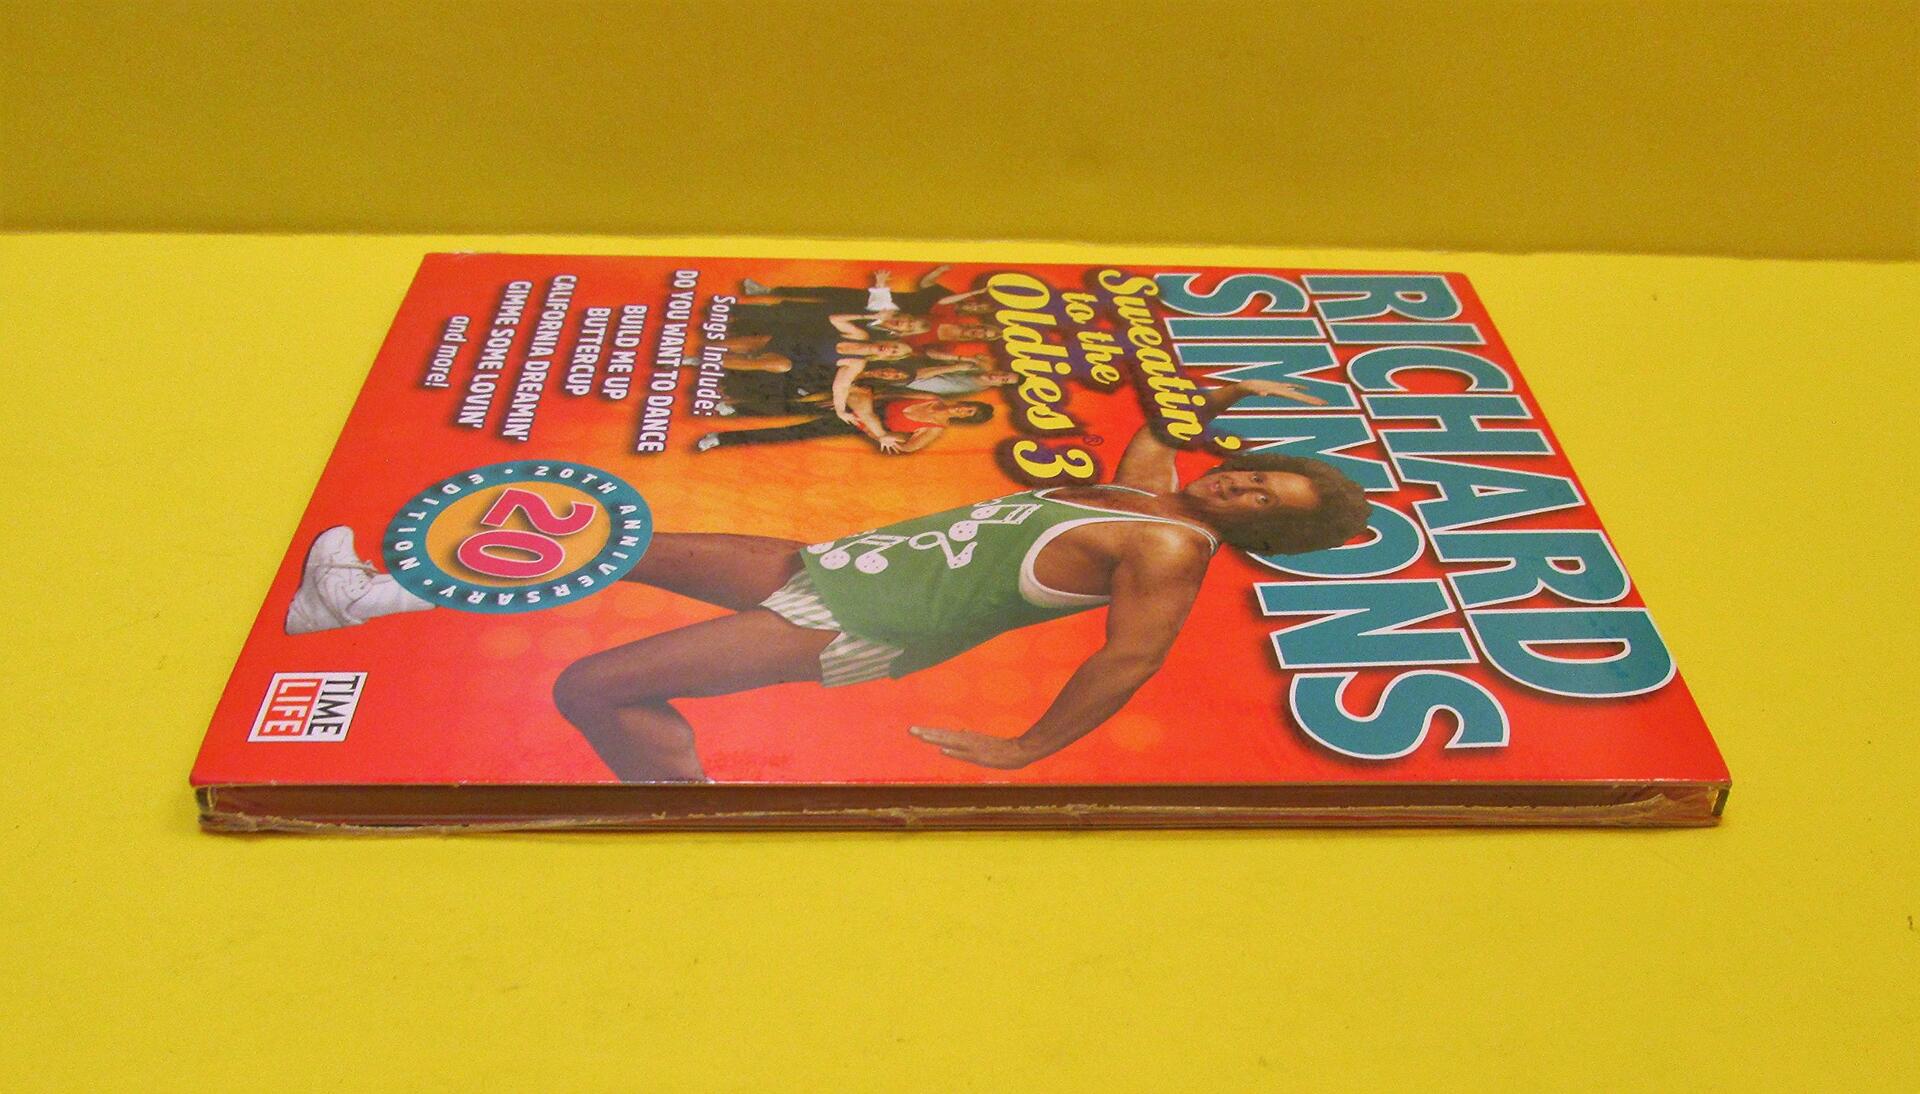 RICHARD
SIMMONS
Sweatin'
to the
Oldies® 3
Songs Include:
DO YOU WANT TO DANCE
BUILD ME UP
BUTTERCUP
CALIFORNIA DREAMIN'
GIMME SOME LOVIN'
and more!
• 20TH ANNIVERSARY • EDITION
20
TIME
LIFE